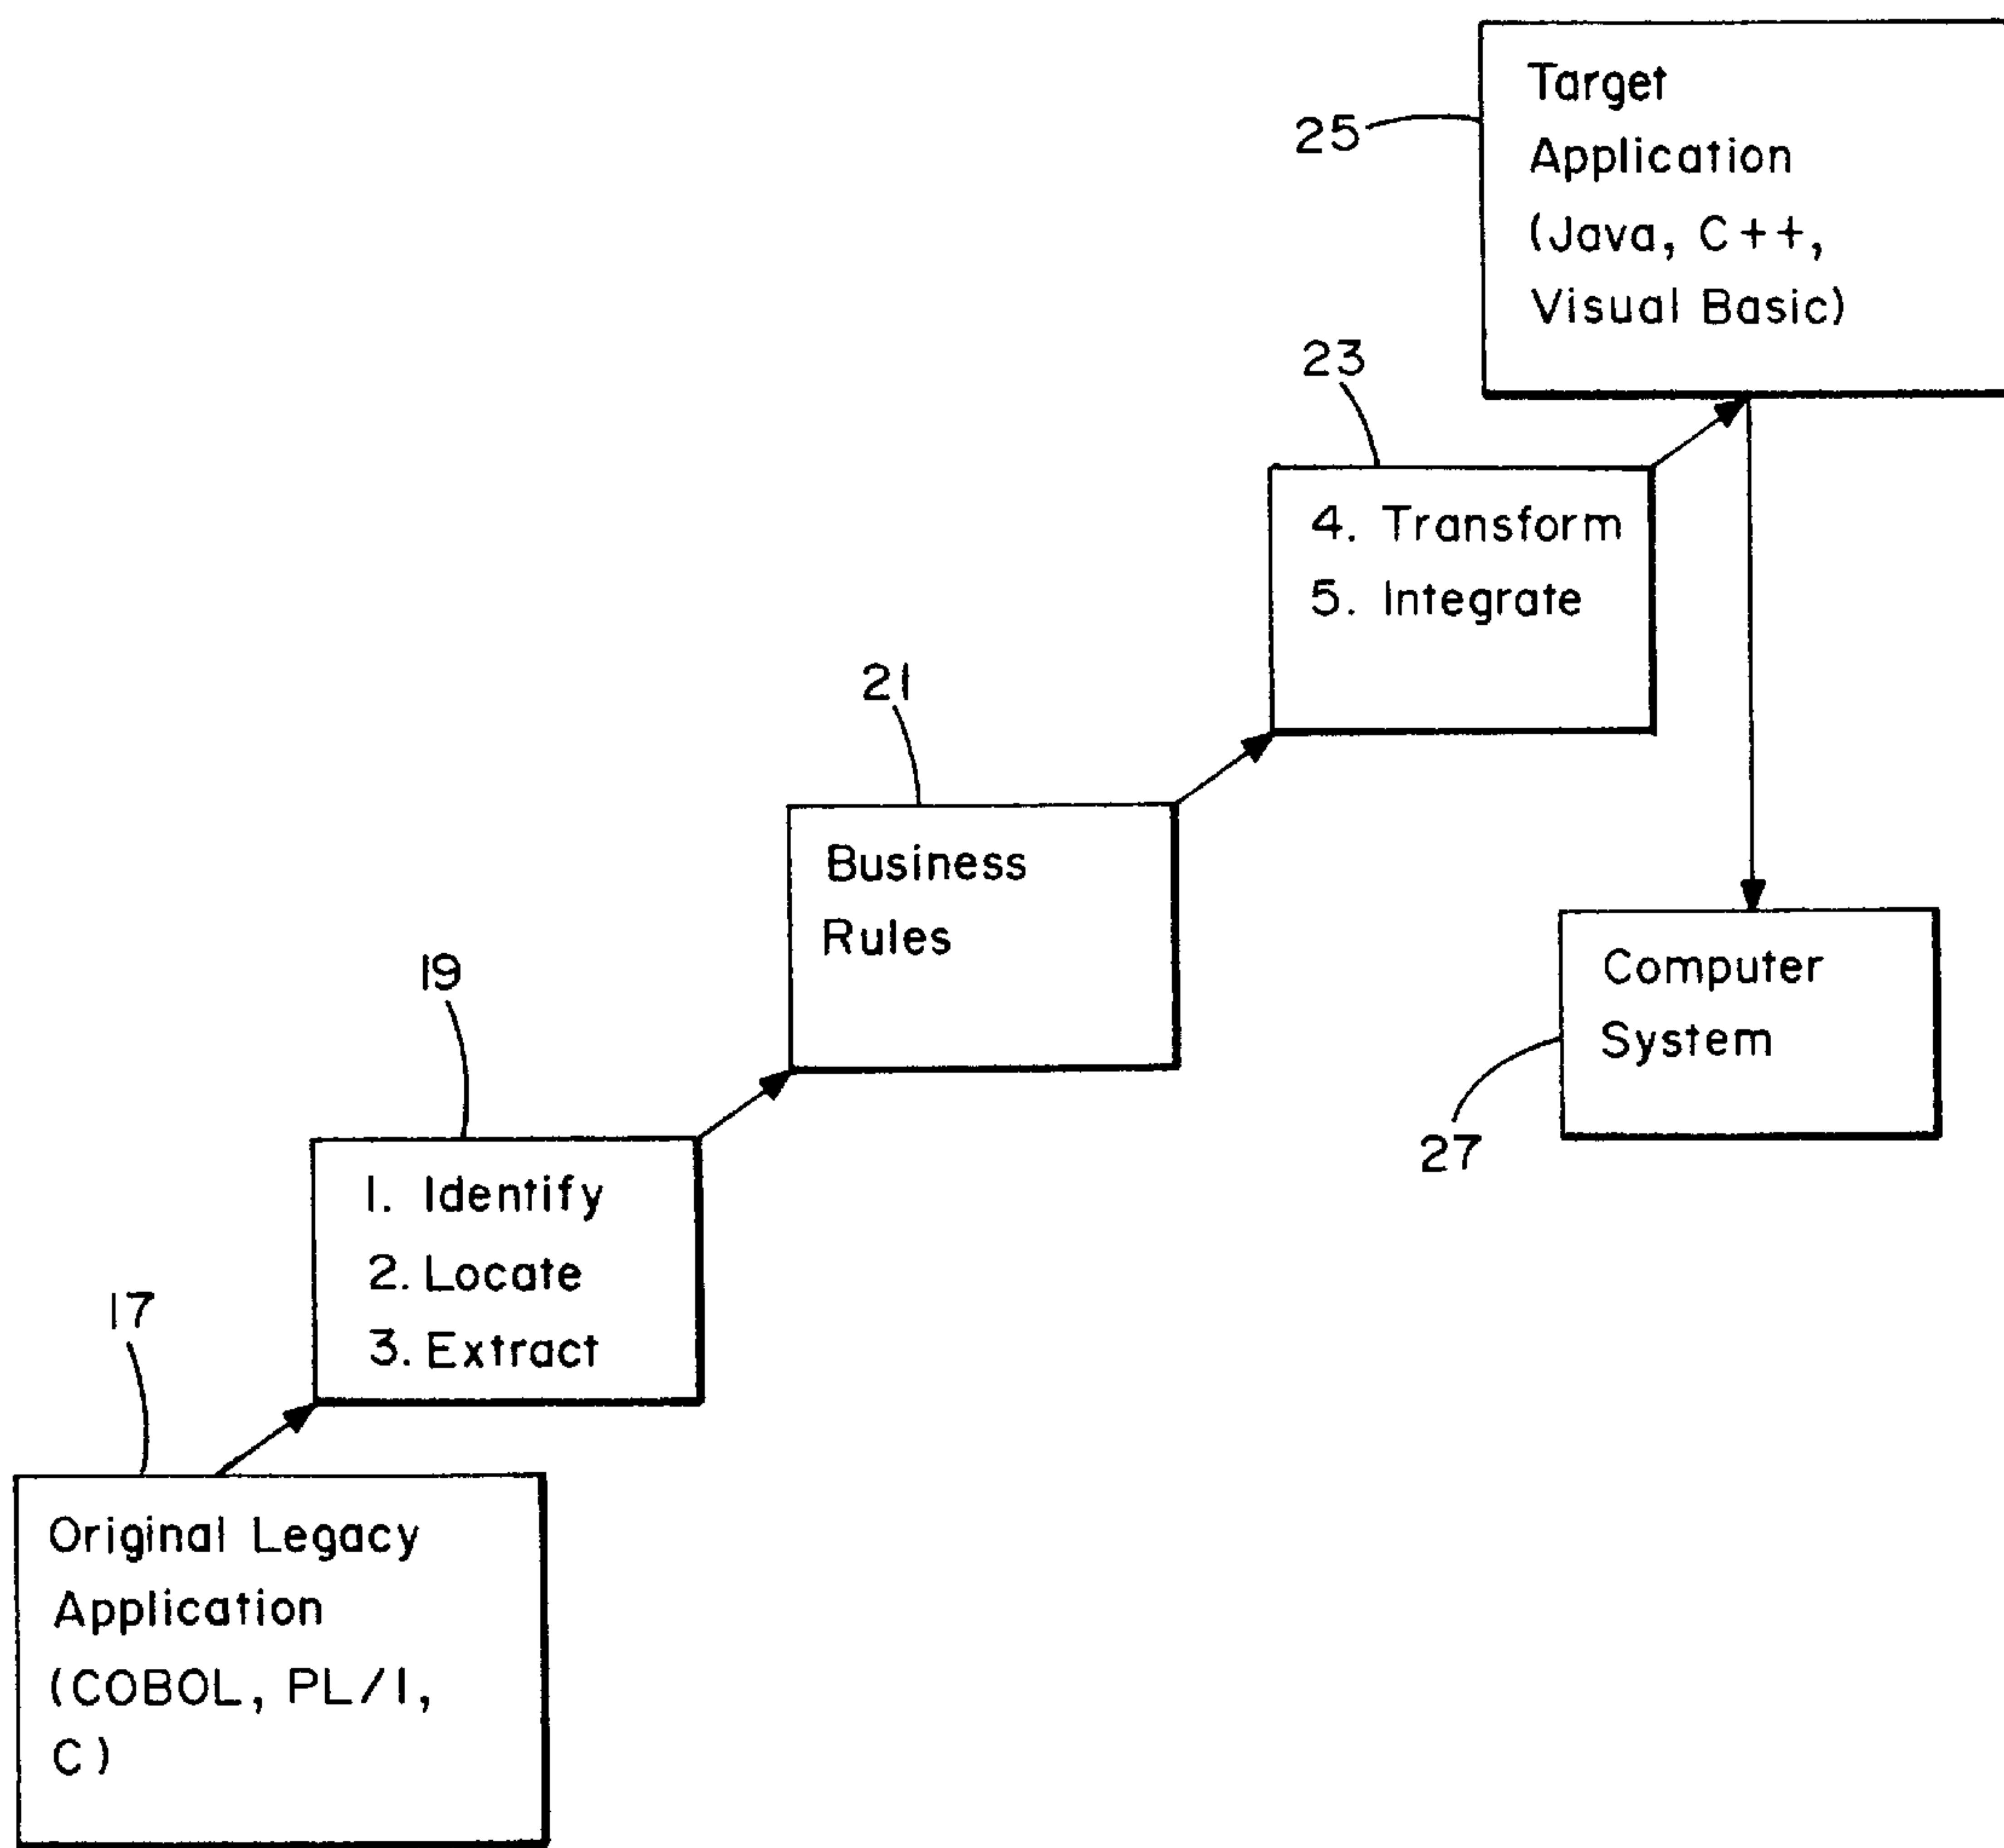 Target
Application
(Java, C++,
Visual Basic)
25
23
4. Transform
5. Integrate
21
Business
Rules
Computer
System
27
19
1. Identify
2. Locate
3. Extract
17
Original Legacy
Application
(COBOL, PL/1,
C)